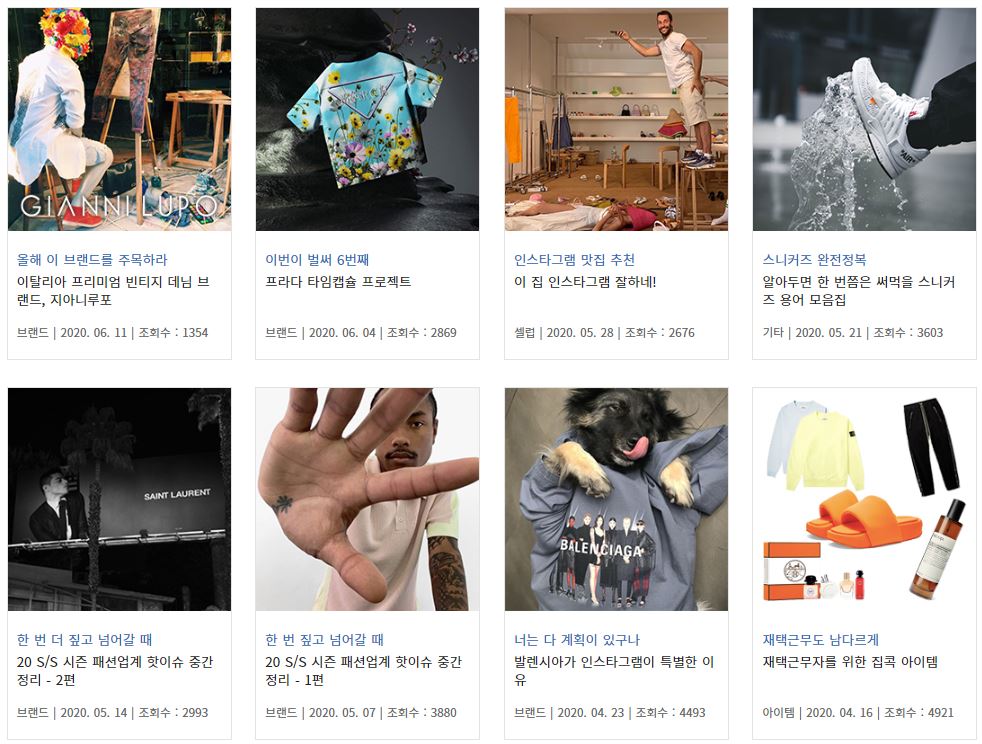 GIANNI LUPO
올해 이 브랜드를 주목하라
이탈리아 프리미엄 빈티지 데님 브
랜드, 지아니루포
브랜드 | 2020. 06. 11 | 조회수 : 1354
이번이 벌써 6번째
프라다 타임캡슐 프로젝트
브랜드 | 2020. 06. 04 | 조회수 : 2869
인스타그램 맛집 추천
이 집 인스타그램 잘하네!
셀럽 | 2020. 05. 28 | 조회수 : 2676
"AIR"
스니커즈 완전정복
알아두면 한 번쯤은 써먹을 스니커
즈 용어 모음집
기타 | 2020. 05. 21 | 조회수 : 3603
SAINT LAURENT
한 번 더 짚고 넘어갈 때
20 S/S 시즌 패션업계 핫이슈 중간
정리 - 2편
브랜드 | 2020. 05. 14 | 조회수 : 2993
한 번 짚고 넘어갈 때
20 S/S 시즌 패션업계 핫이슈 중간
정리 - 1편
브랜드 | 2020. 05. 07 | 조회수 : 3880
BALENCIAGA
너는 다 계획이 있구나
발렌시아가 인스타그램이 특별한 이
유
브랜드 | 2020. 04. 23 | 조회수 : 4493
재택근무도 남다르게
재택근무자를 위한 집콕 아이템
아이템 | 2020. 04. 16 | 조회수 : 4921